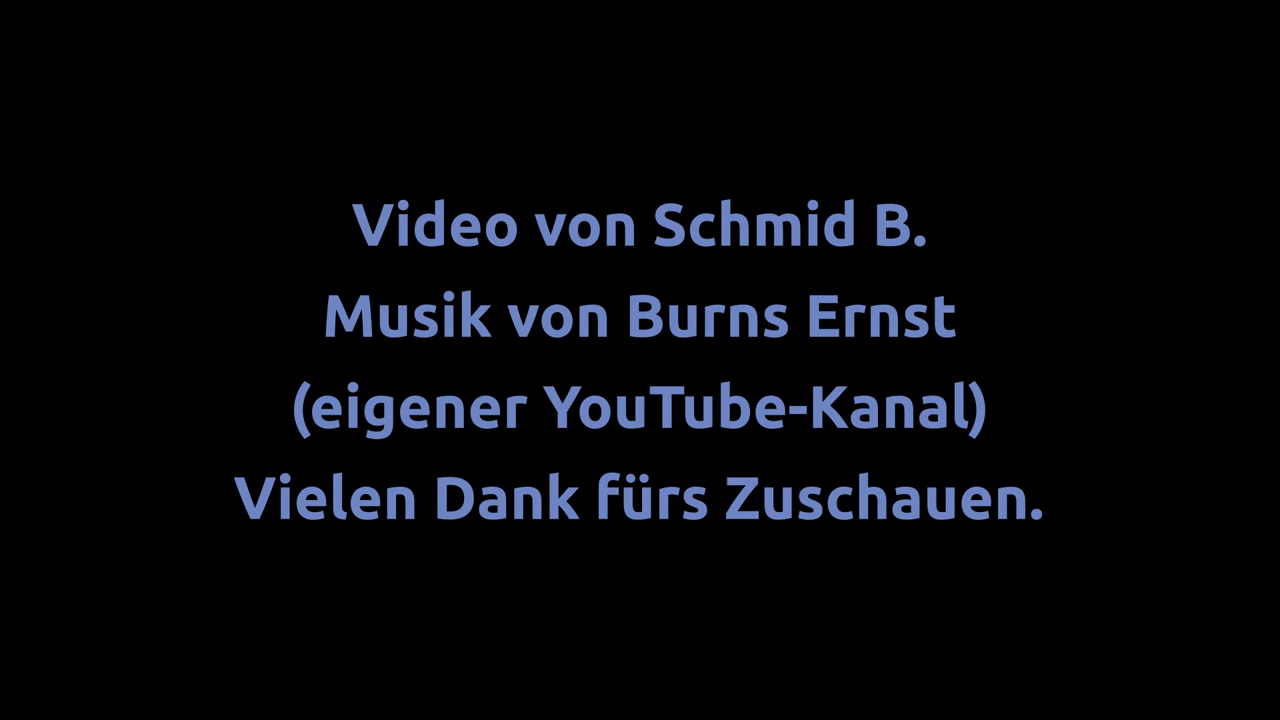 Video von Schmid B.
Musik von Burns Ernst
(eigener YouTube-Kanal)
Vielen Dank fürs Zuschauen.